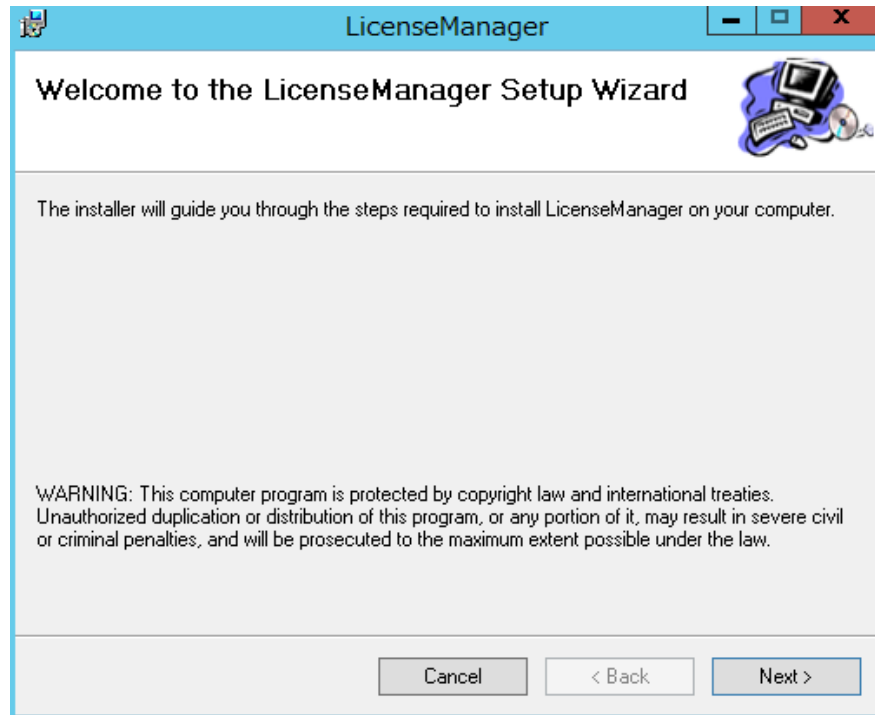 LicenseManager
Welcome to the LicenseManager Setup Wizard
The installer will guide you through the steps required to install LicenseManager on your computer.
WARNING: This computer program is protected by copyright law and international treaties.
Unauthorized duplication or distribution of this program, or any portion of it, may result in severe civil
or criminal penalties, and will be prosecuted to the maximum extent possible under the law.
Cancel
< Back
Next >